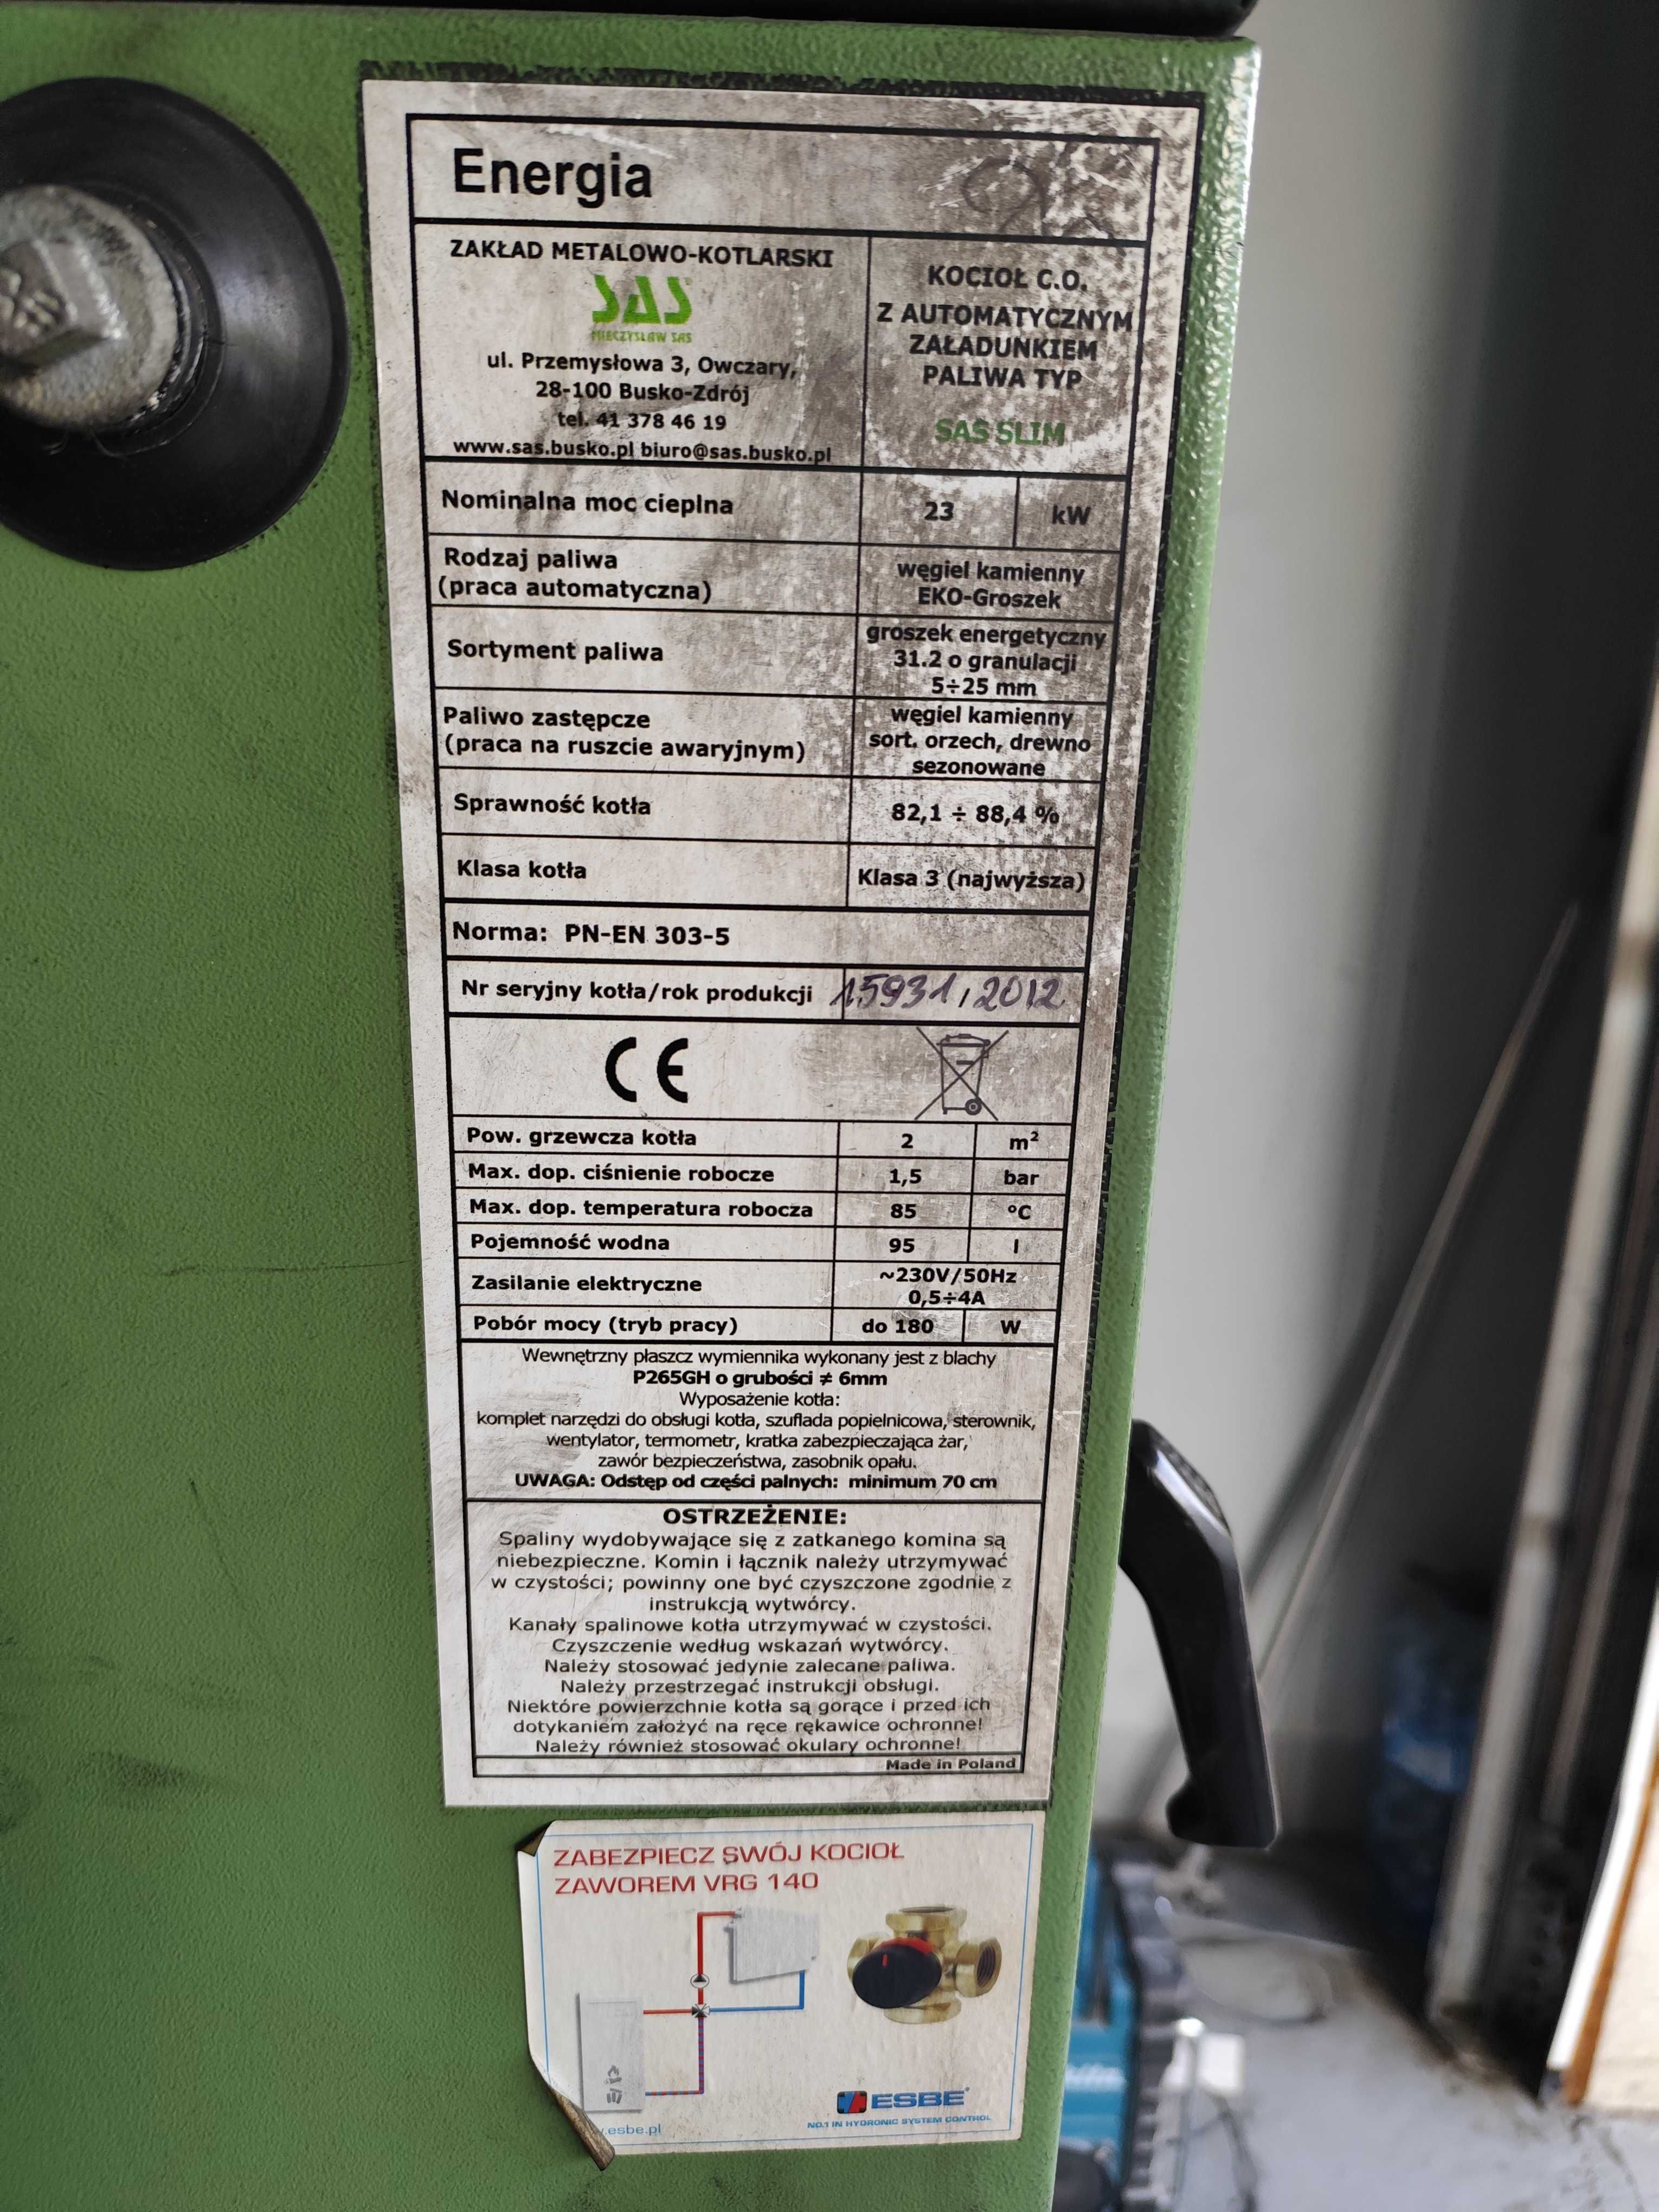 Energia
ZAKŁAD METALOWO-KOTLARSKI
SAS
MIECZYSŁAW SAS
ul. Przemysłowa 3, Owczary,
28-100 Busko-Zdrój
tel. 41 378 46 19
www.sas.busko.pl biuro@sas.busko.pl
KOCIOŁ C.O.
Z AUTOMATYCZNYM
ZAŁADUNKIEM
PALIWA TYP
SAS SLIM
Nominalna moc cieplna 23 kW
Rodzaj paliwa
(praca automatyczna)
węgiel kamienny
EKO-Groszek
Sortyment paliwa
groszek energetyczny
31.2 o granulacji
5÷25 mm
Paliwo zastępcze
(praca na ruszcie awaryjnym)
węgiel kamienny
sort. orzech, drewno
sezonowane
Sprawność kotła 82,1 ÷ 88,4 %
Klasa kotła Klasa 3 (najwyższa)
Norma: PN-EN 303-5
Nr seryjny kotła/rok produkcji 15931/2012
CE
Pow. grzewcza kotła 2 m²
Max. dop. ciśnienie robocze 1,5 bar
Max. dop. temperatura robocza 85 °C
Pojemność wodna 95 l
Zasilanie elektryczne
~230V/50Hz
0,5÷4A
Pobór mocy (tryb pracy) do 180 W
Wewnętrzny płaszcz wymiennika wykonany jest z blachy
P265GH o grubości ≠ 6mm
Wyposażenie kotła:
komplet narzędzi do obsługi kotła, szuflada popielnicowa, sterownik,
wentylator, termometr, kratka zabezpieczająca żar,
zawór bezpieczeństwa, zasobnik opału.
UWAGA: Odstęp od części palnych: minimum 70 cm
OSTRZEŻENIE:
Spaliny wydobywające się z zatkanego komina są
niebezpieczne. Komin i łącznik należy utrzymywać
w czystości; powinny one być czyszczone zgodnie z
instrukcją wytwórcy.
Kanały spalinowe kotła utrzymywać w czystości.
Czyszczenie według wskazań wytwórcy.
Należy stosować jedynie zalecane paliwa.
Należy przestrzegać instrukcji obsługi.
Niektóre powierzchnie kotła są gorące i przed ich
dotykaniem założyć na ręce rękawice ochronne!
Należy również stosować okulary ochronne!
Made in Poland
ZABEZPIECZ SWÓJ KOCIOŁ
ZAWOREM VRG 140
ESBE
NO.1 IN HYDRONIC SYSTEM CONTROL
.esbe.pl